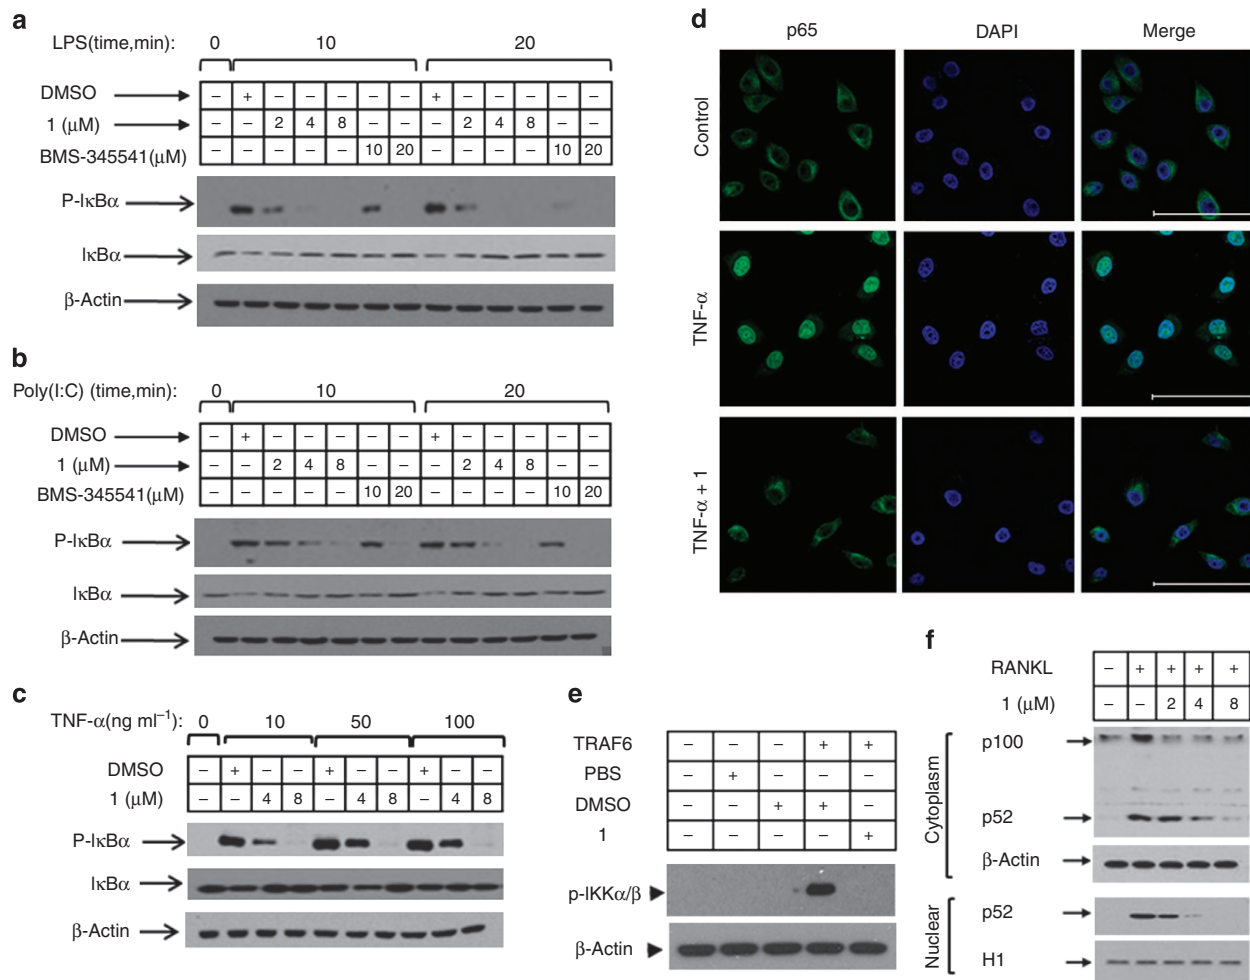 a
LPS(time,min): 0 10 20
DMSO – + – – – – – + – – – – –
1 (μM) – – 2 4 8 – – – 2 4 8 – –
BMS-345541(μM) – – – – – 10 20 – – – – 10 20
P-IκBα
IκBα
β-Actin
b
Poly(I:C) (time,min): 0 10 20
DMSO – + – – – – – + – – – – –
1 (μM) – – 2 4 8 – – – 2 4 8 – –
BMS-345541(μM) – – – – – 10 20 – – – – 10 20
P-IκBα
IκBα
β-Actin
c
TNF-α(ng ml⁻¹): 0 10 50 100
DMSO – + – – + – – + – –
1 (μM) – – 4 8 – 4 8 – 4 8
P-IκBα
IκBα
β-Actin
d
p65 DAPI Merge
Control
TNF-α
TNF-α + 1
e
TRAF6 – – – + +
PBS – + – – –
DMSO – – + + –
1 – – – – +
p-IKKα/β
β-Actin
f
RANKL – + + + +
1 (μM) – – 2 4 8
Cytoplasm
p100
p52
β-Actin
Nuclear
p52
H1